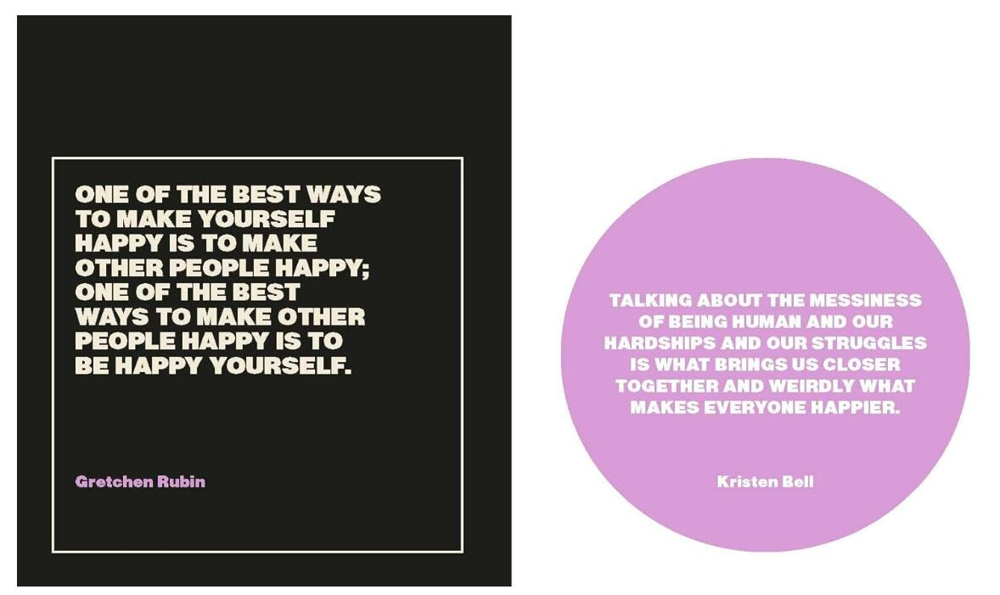 ONE OF THE BEST WAYS
TO MAKE YOURSELF
HAPPY IS TO MAKE
OTHER PEOPLE HAPPY;
ONE OF THE BEST
WAYS TO MAKE OTHER
PEOPLE HAPPY IS TO
BE HAPPY YOURSELF.
Gretchen Rubin
TALKING ABOUT THE MESSINESS
OF BEING HUMAN AND OUR
HARDSHIPS AND OUR STRUGGLES
IS WHAT BRINGS US CLOSER
TOGETHER AND WEIRDLY WHAT
MAKES EVERYONE HAPPIER.
Kristen Bell